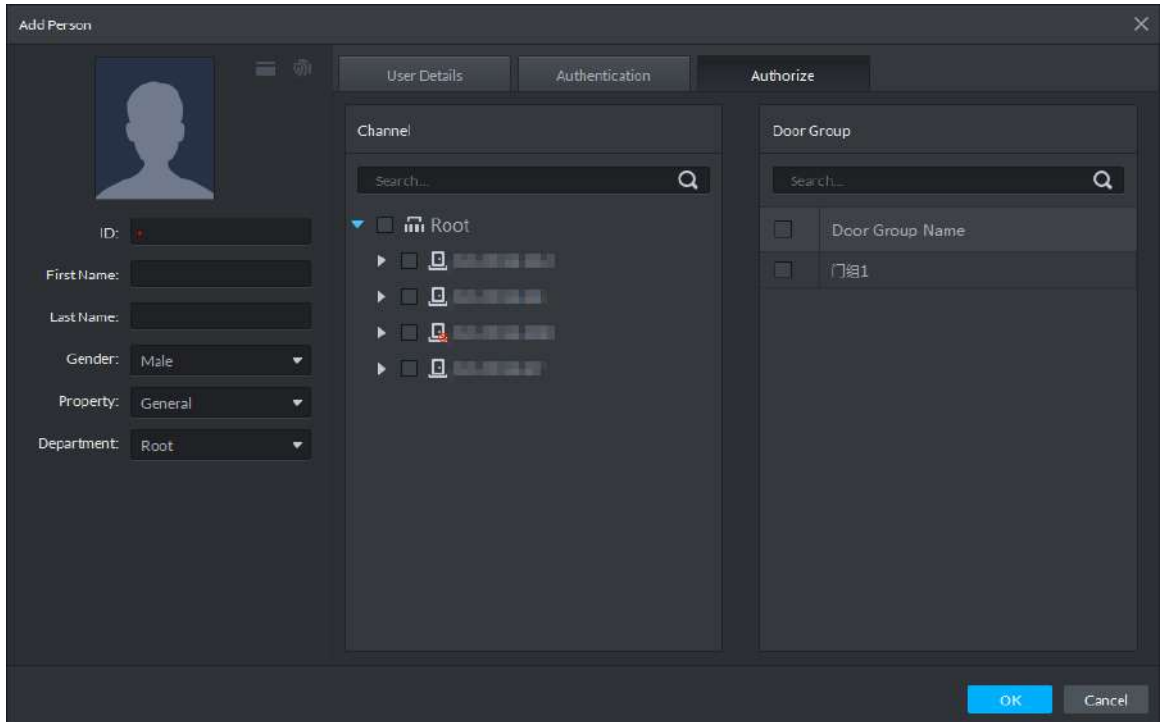 Add Person
User Details
Authentication
Authorize
Channel
Door Group
Search...
Search...
ID:
Root
Door Group Name
First Name:
门组1
Last Name:
Gender:
Male
Property:
General
Department:
Root
OK
Cancel